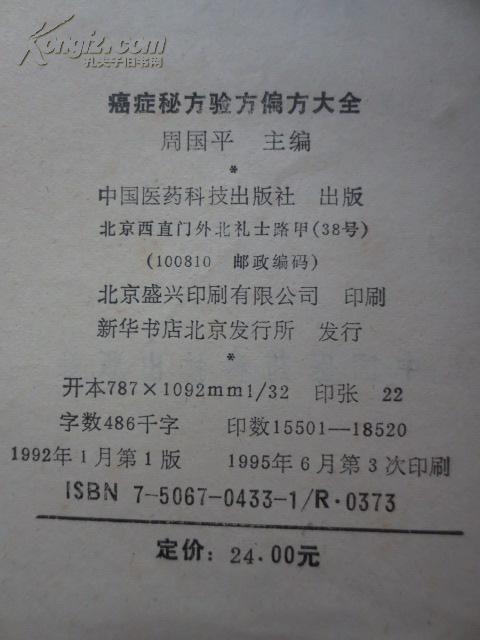 Kongfz.com
孔夫子旧书网
癌症秘方验方偏方大全
周国平 主编
*
中国医药科技出版社 出版
北京西直门外北礼士路甲(38号)
(100810 邮政编码)
北京盛兴印刷有限公司 印刷
新华书店北京发行所 发行
*
开本787×1092mm1/32 印张 22
字数486千字 印数15501—18520
1992年1月第1版 1995年6月第3次印刷
ISBN 7-5067-0433-1/R·0373
定价: 24.00元